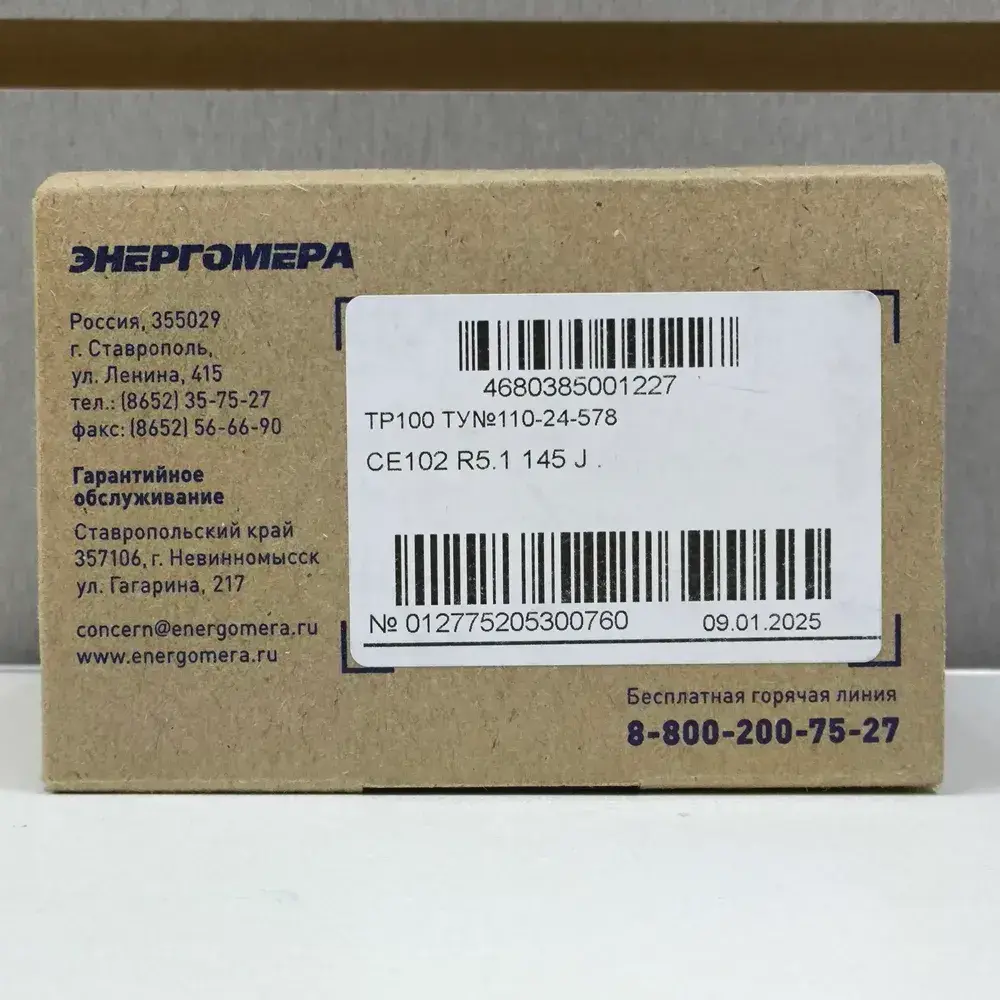 ЭНЕРГОМЕРА
Россия, 355029
г. Ставрополь,
ул. Ленина, 415
тел.: (8652) 35-75-27
факс: (8652) 56-66-90
Гарантийное
обслуживание
Ставропольский край
357106, г. Невинномысск
ул. Гагарина, 217
concern@energomera.ru
www.energomera.ru
4680385001227
ТР100 ТУ№110-24-578
CE102 R5.1 145 J .
№ 012775205300760 09.01.2025
Бесплатная горячая линия
8-800-200-75-27